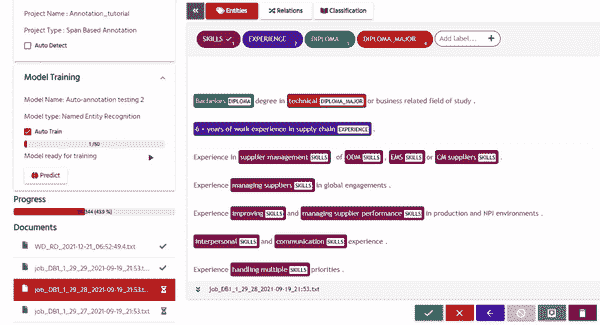 Project Name : Annotation_tutorial
Project Type : Span Based Annotation
Auto Detect
Model Training
Model Name: Auto-annotation testing 2
Model type: Named Entity Recognition
Auto Train
1/50
Model ready for training
Predict
Progress
344 (43.9 %)
Documents
WD_RO_2021-12-21_06:52:49.4.txt
job_DB1_1_29_29_2021-09-19_21:53.t...
job_DB1_1_29_28_2021-09-19_21:53.t...
job_DB1_1_29_27_2021-09-19_21:53.txt
Entities Relations Classification
SKILLS 1 EXPERIENCE 2 DIPLOMA 3 DIPLOMA_MAJOR 4 Add Label...
Bachelors DIPLOMA degree in technical DIPLOMA_MAJOR or business related field of study .
6 + years of work experience in supply chain EXPERIENCE .
Experience in supplier management SKILLS of OEM SKILLS , EMS SKILLS or CM suppliers SKILLS .
Experience managing suppliers SKILLS in global engagements .
Experience improving SKILLS and managing supplier performance SKILLS in production and NPI environments .
Interpersonal SKILLS and communication SKILLS experience .
Experience handling multiple SKILLS priorities .
job_DB1_1_29_28_2021-09-19_21:53.txt